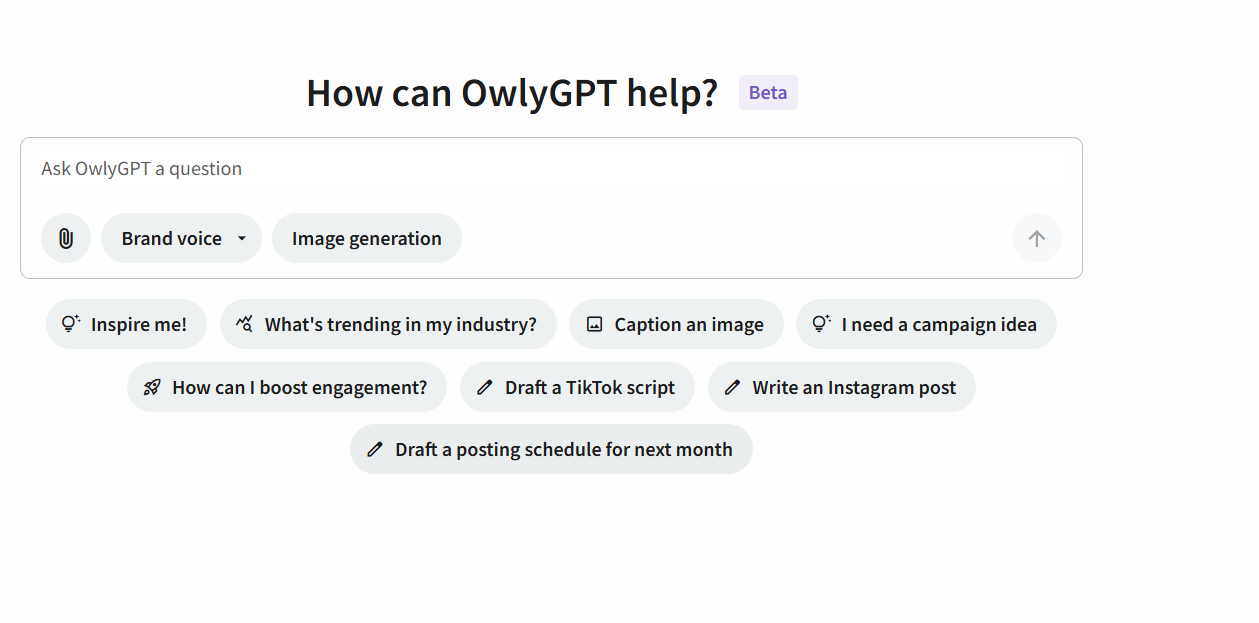 How can OwlyGPT help? Beta
Ask OwlyGPT a question
Brand voice Image generation
Inspire me! What's trending in my industry? Caption an image I need a campaign idea
How can I boost engagement? Draft a TikTok script Write an Instagram post
Draft a posting schedule for next month